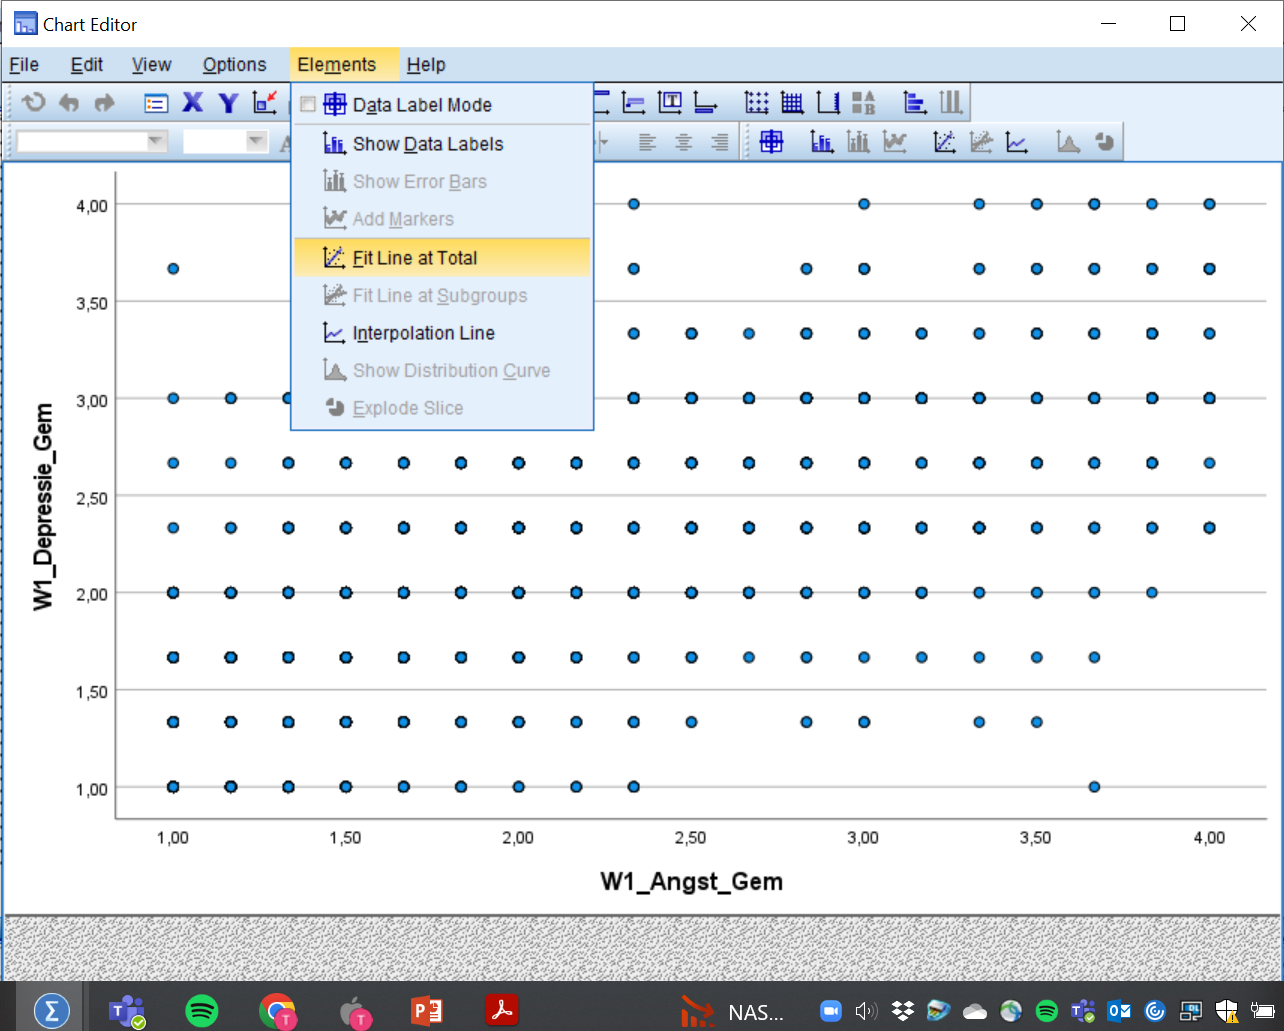 Chart Editor
File Edit View Options Elements Help
Data Label Mode
Show Data Labels
Show Error Bars
Add Markers
Fit Line at Total
Fit Line at Subgroups
Interpolation Line
Show Distribution Curve
Explode Slice
4,00
3,50
3,00
2,50
2,00
1,50
1,00
W1_Depressie_Gem
1,00 1,50 2,00 2,50 3,00 3,50 4,00
W1_Angst_Gem
NAS...